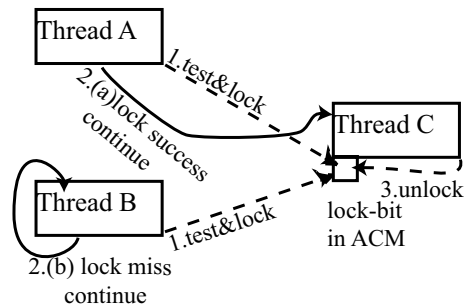 Thread A
1.test&lock
2.(a)lock success
continue
Thread C
Thread B
1.test&lock
3.unlock
lock-bit
in ACM
2.(b) lock miss
continue